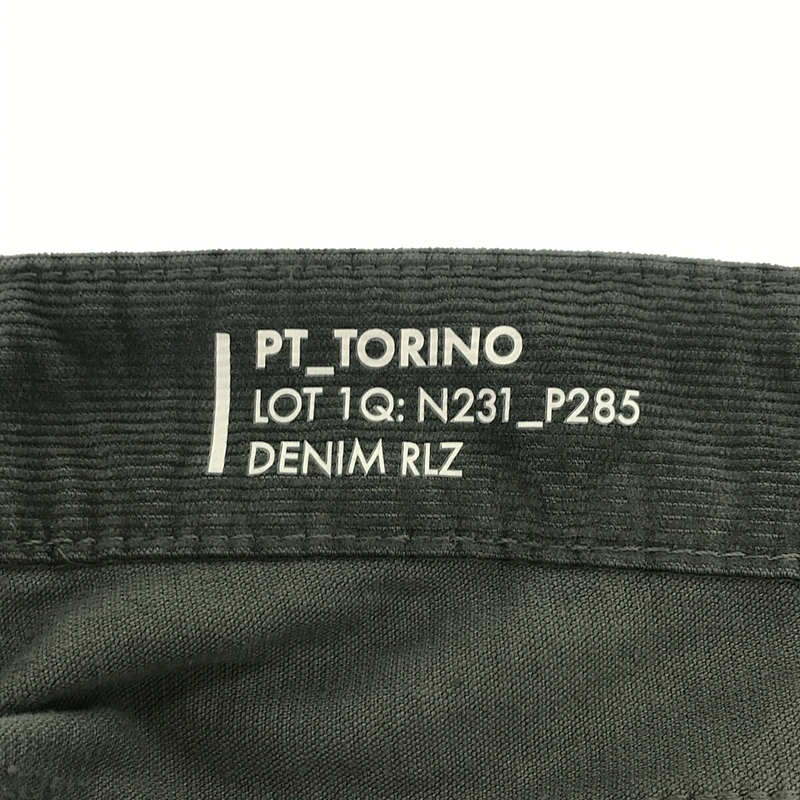 PT_TORINO
LOT 1Q: N231_P285
DENIM RLZ